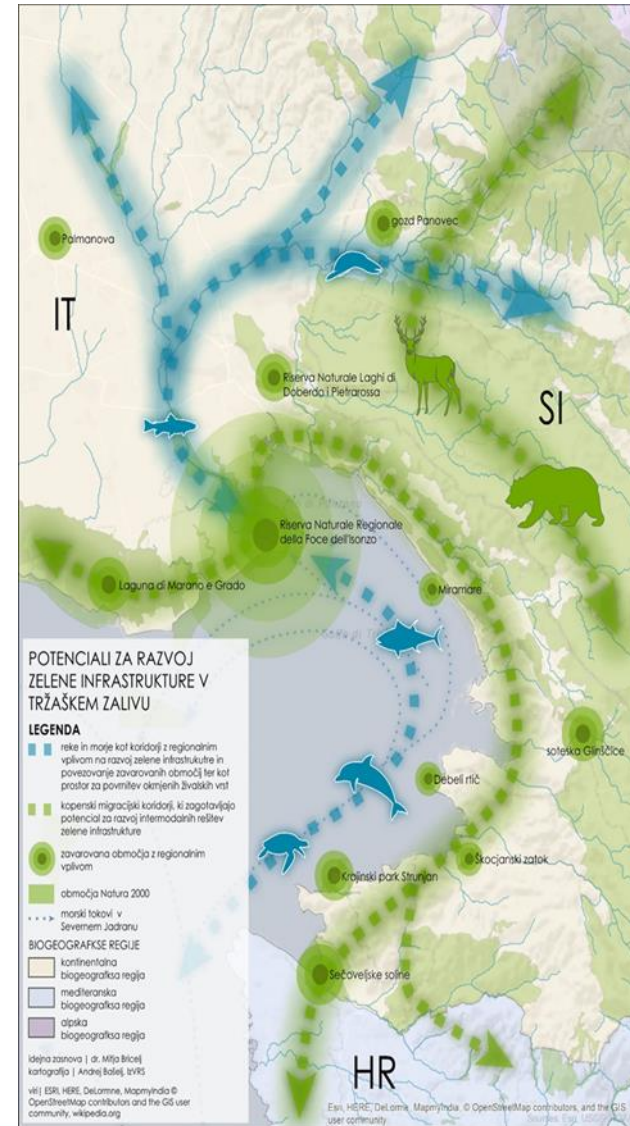 Palmanova
gozd Panovec
IT
Riserva Naturale Laghi di
Doberdo i Pietrarossa
SI
Riserva Naturale Regionale
della Foce dell'Isonzo
Laguna di Marano e Grado
Miramare
soteska Glinščice
Debeli rtič
Škocjanski zatok
Krajinski park Strunjan
Sečoveljske soline
HR
POTENCIALI ZA RAZVOJ
ZELENE INFRASTRUKTURE V
TRŽAŠKEM ZALIVU
LEGENDA
reke in morje kot koridorji z regionalnim
vplivom na razvoj zelene infrastrukutre in
povezovanje zavarovanih območij ter kot
prostor za povrnitev okrnjenih živalskih vrst
kopenski migracijski koridorji, ki zagotavljajo
potencial za razvoj intermodalnih rešitev
zelene infrastrukture
zavarovana območja z regionalnim
vplivom
območja Natura 2000
morski tokovi v
Severnem Jadranu
BIOGEOGRAFKSE REGIJE
kontinentalna
biogeografska regija
mediteranska
biogeografska regija
alpska
biogeografska regija
idejna zasnova | dr. Mitja Bricelj
kartografija | Andrej Bašelj, IzVRS
viri| ESRI, HERE, DeLormne, MapmyIndia ©
OpenStreetMap contributors and the GIS user
community, wikipedia.org
Esri, HERE, DeLorme, MapmyIndia, © OpenStreetMap contributors, and the GIS
user community